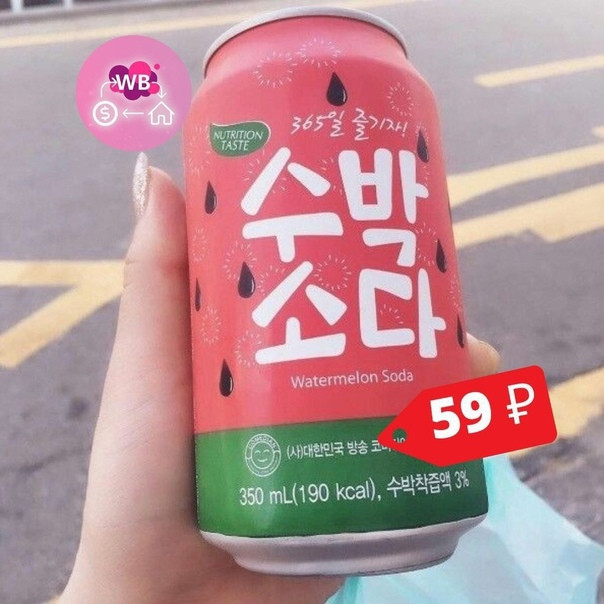 WB
$
NUTRITION
TASTE
365일 즐기자!
수박
소다
Watermelon Soda
59 ₽
(사)대한민국 방송
350 mL(190 kcal), 수박착즙액 3%